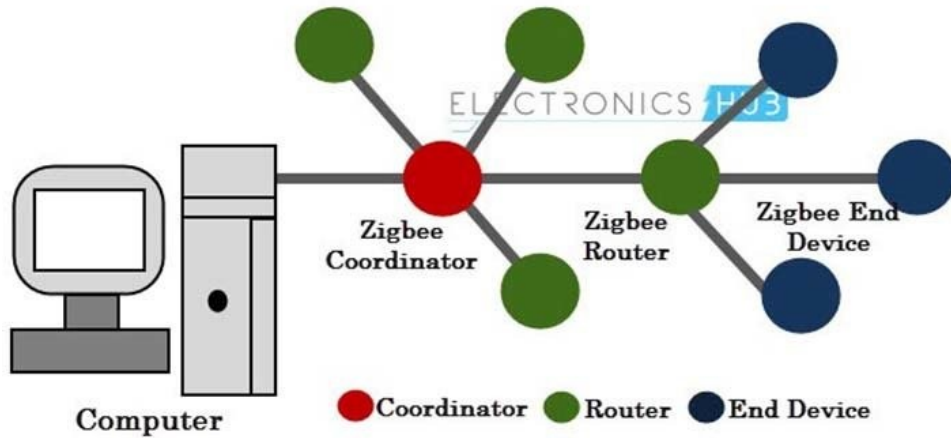 ELECTRONICS HUB
Zigbee
Coordinator
Zigbee
Router
Zigbee End
Device
Computer
Coordinator
Router
End Device